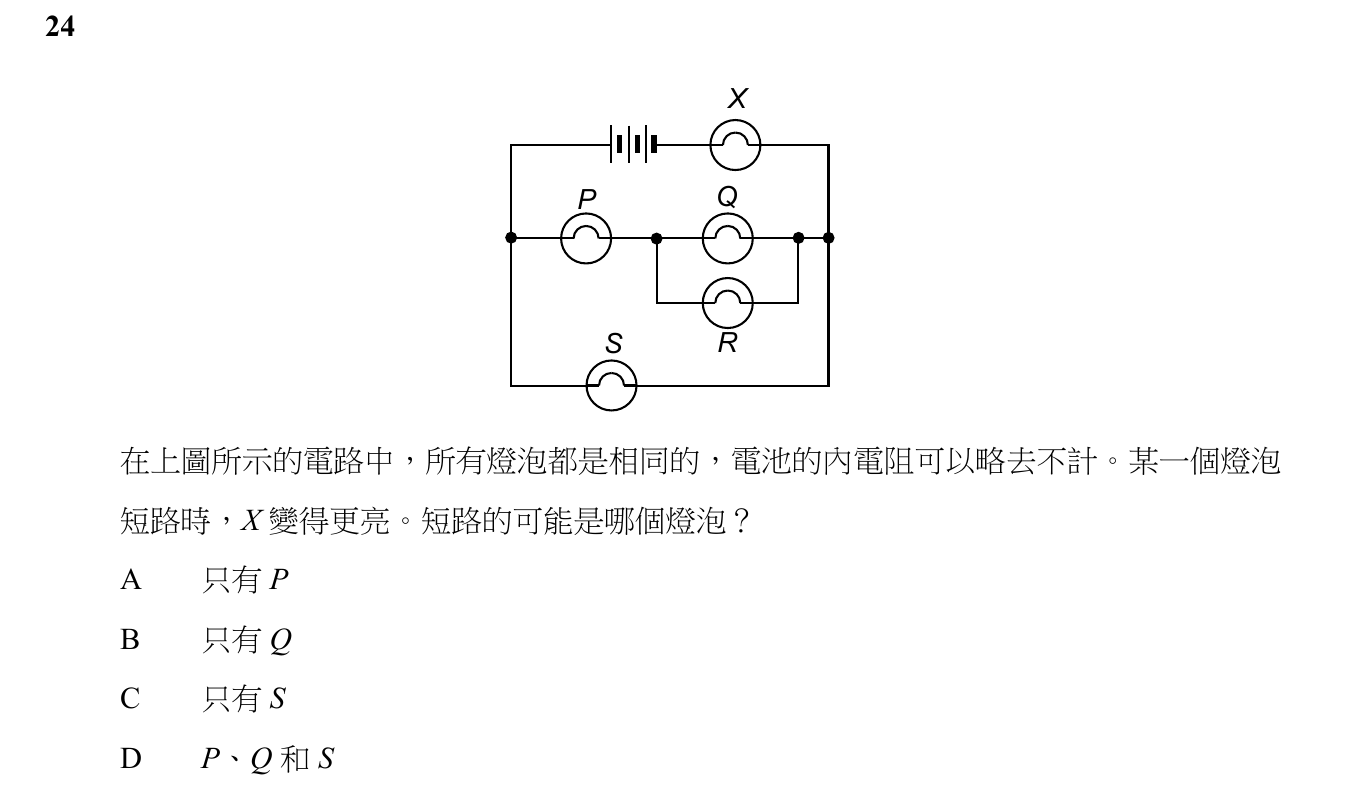 24
X
P
Q
S
R
在上圖所示的電路中，所有燈泡都是相同的，電池的內電阻可以略去不計。某一個燈泡
短路時，X 變得更亮。短路的可能是哪個燈泡？
A 只有 P
B 只有 Q
C 只有 S
D P、Q 和 S